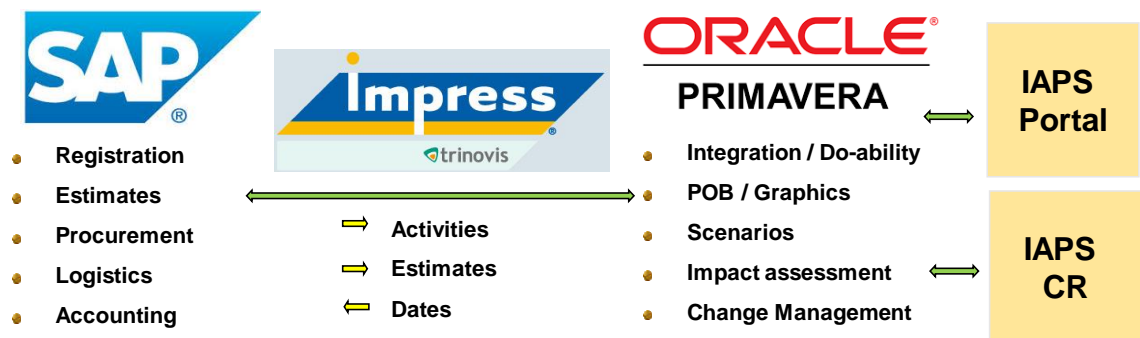 SAP
®
Registration
Estimates
Procurement
Logistics
Accounting
ımpress
®
trinovis
Activities
Estimates
Dates
ORACLE®
PRIMAVERA
Integration / Do-ability
POB / Graphics
Scenarios
Impact assessment
Change Management
IAPS
Portal
IAPS
CR